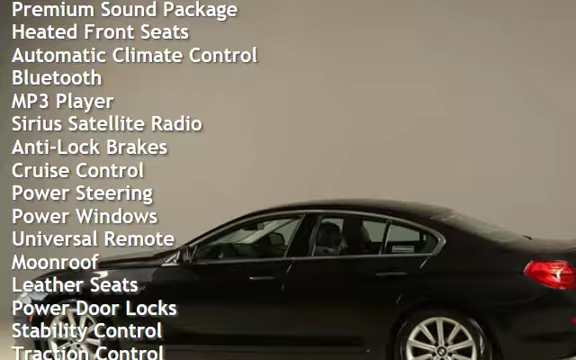 Premium Sound Package
Heated Front Seats
Automatic Climate Control
Bluetooth
MP3 Player
Sirius Satellite Radio
Anti-Lock Brakes
Cruise Control
Power Steering
Power Windows
Universal Remote
Moonroof
Leather Seats
Power Door Locks
Stability Control
Traction Control